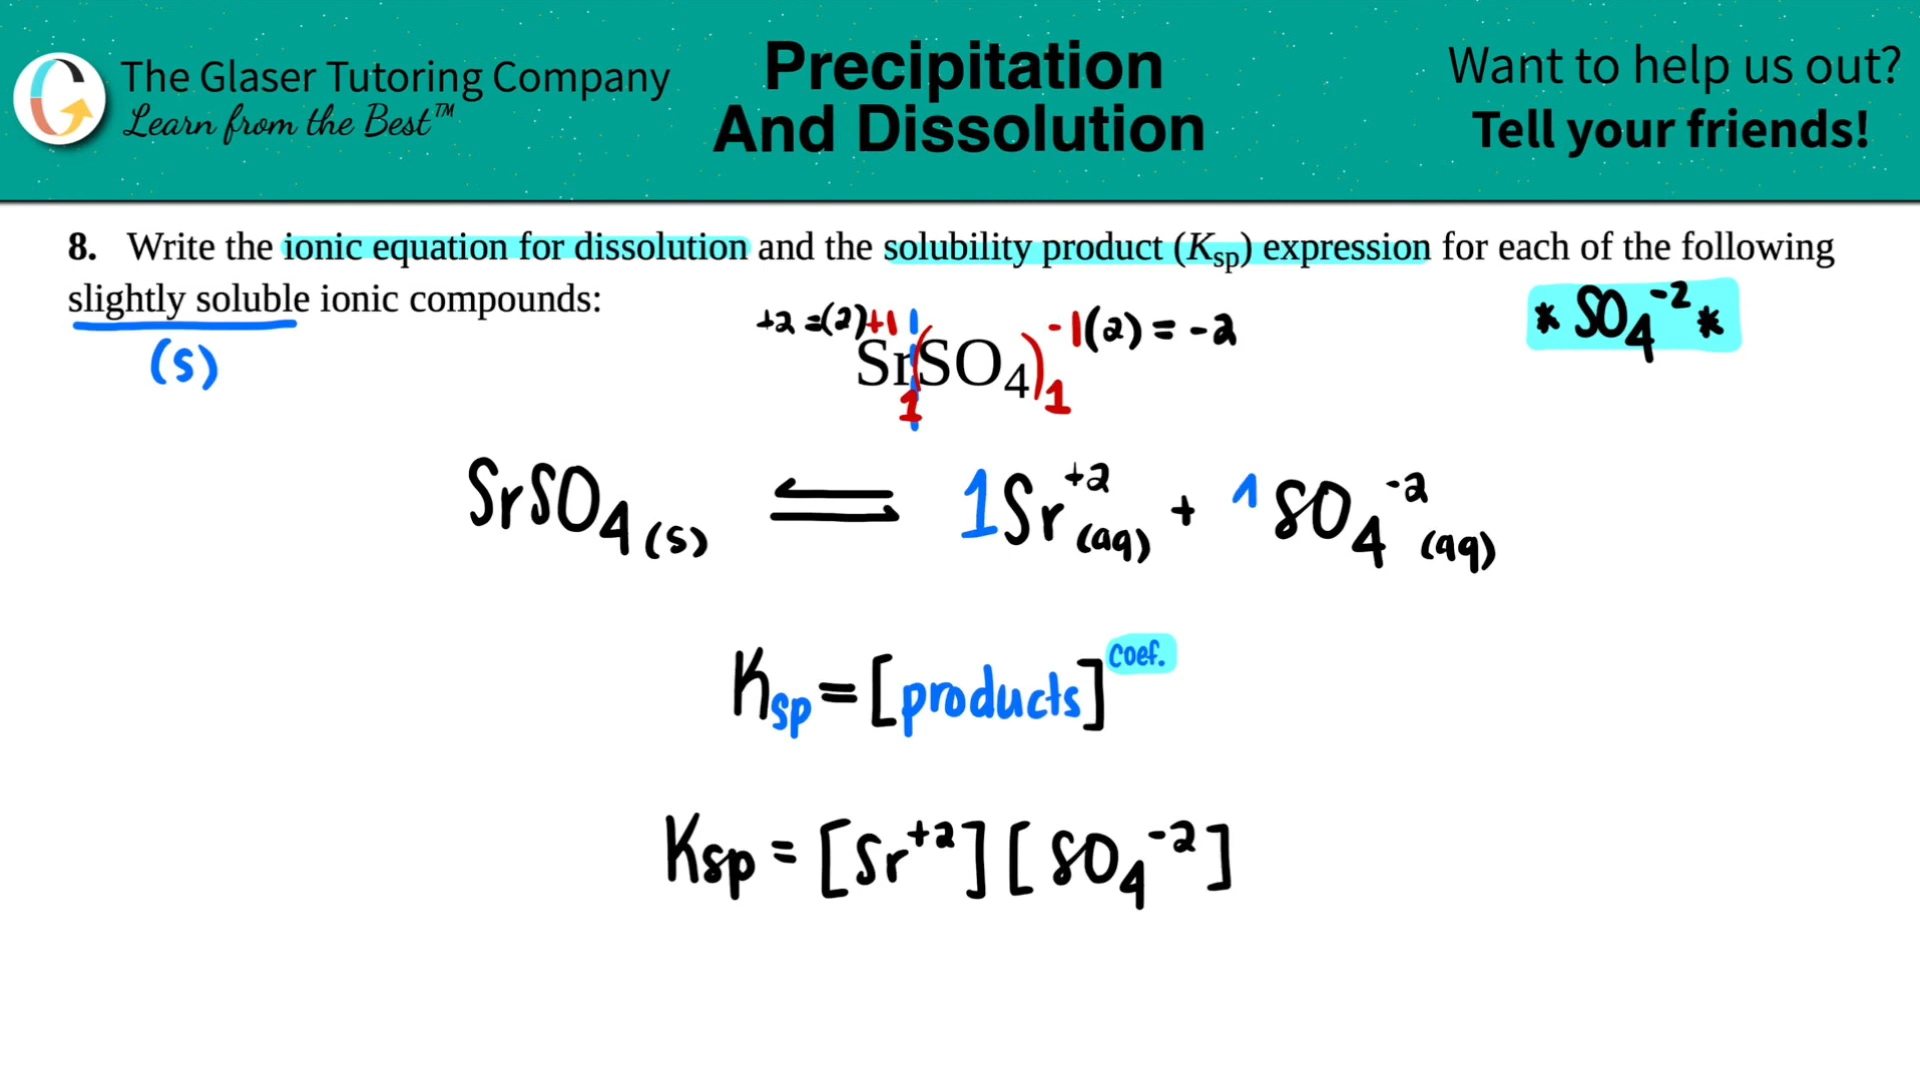 The Glaser Tutoring Company
Learn from the Best™
Precipitation
And Dissolution
Want to help us out?
Tell your friends!
8. Write the ionic equation for dissolution and the solubility product (Ksp) expression for each of the following
slightly soluble ionic compounds:
(s)
+2 =(2)+1 -1(2) = -2
Sr(SO4)
1 1
* SO4-2 *
SrSO4(s) ⇌ 1Sr+2(aq) + 1SO4-2(aq)
Ksp = [products]coef.
Ksp = [Sr+2][SO4-2]